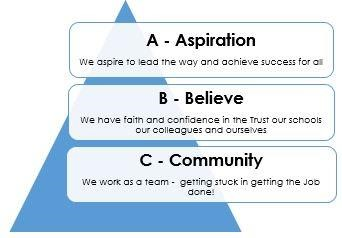 A - Aspiration
We aspire to lead the way and achieve success for all
B - Believe
We have faith and confidence in the Trust our schools
our colleagues and ourselves
C - Community
We work as a team - getting stuck in getting the Job
done!